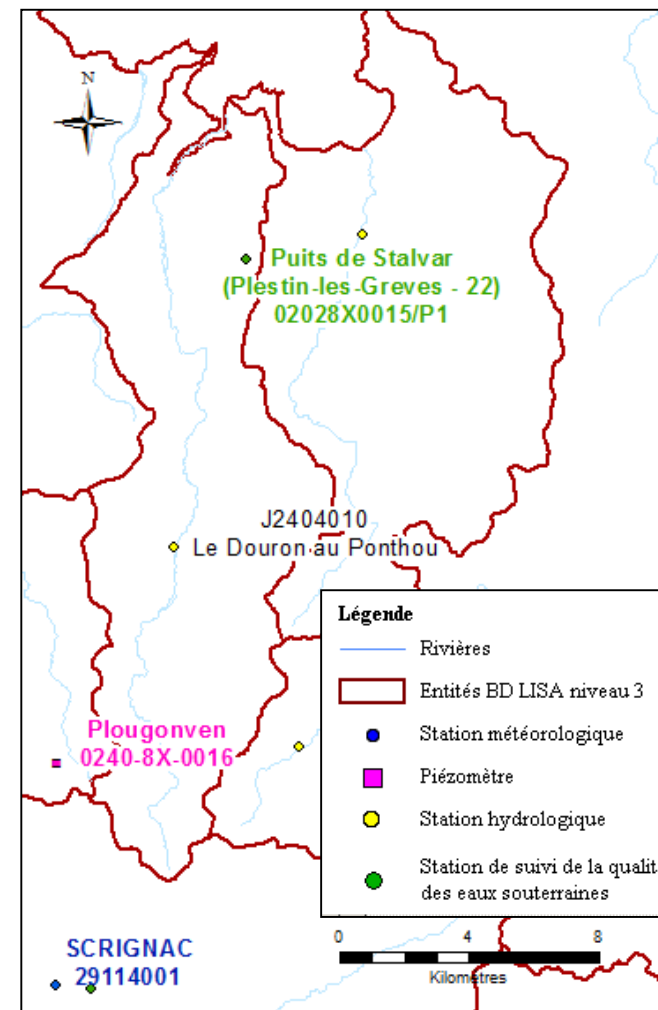 N
Puits de Stalvar
(Plestin-les-Greves - 22)
02028X0015/P1
J2404010
Le Douron au Ponthou
Plougonven
0240-8X-0016
SCRIGNAC
29114001
Légende
Rivières
Entités BD LISA niveau 3
Station météorologique
Piézomètre
Station hydrologique
Station de suivi de la qualit
des eaux souterraines
0 4 8
Kilomètres